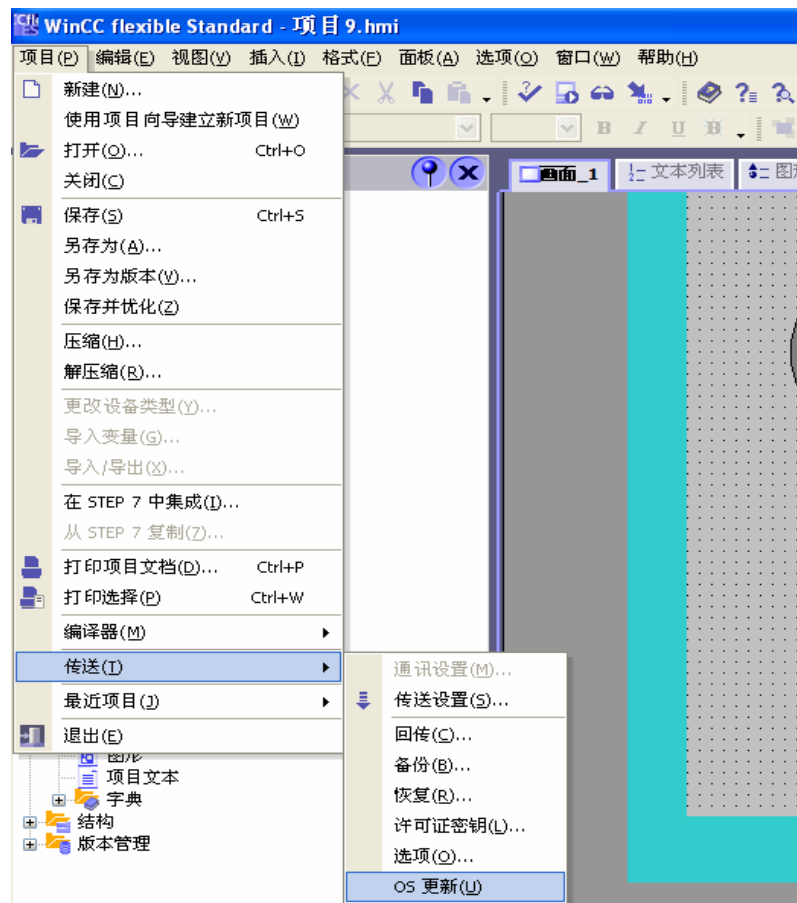 WinCC flexible Standard - 项目 9.hmi
项目(P) 编辑(E) 视图(V) 插入(I) 格式(F) 面板(A) 选项(O) 窗口(W) 帮助(H)
新建(N)...
使用项目向导建立新项目(W)
打开(O)... Ctrl+O
关闭(C)
画面_1 文本列表
保存(S) Ctrl+S
另存为(A)...
另存为版本(V)...
保存并优化(Z)
压缩(H)...
解压缩(R)...
更改设备类型(Y)...
导入变量(G)...
导入/导出(X)...
在 STEP 7 中集成(I)...
从 STEP 7 复制(7)...
打印项目文档(D)... Ctrl+P
打印选择(P) Ctrl+W
编译器(M)
传送(T)
最近项目(J)
退出(E)
通讯设置(M)...
传送设置(S)...
回传(C)...
备份(B)...
恢复(R)...
许可证密钥(L)...
选项(O)...
OS 更新(U)
项目文本
字典
结构
版本管理